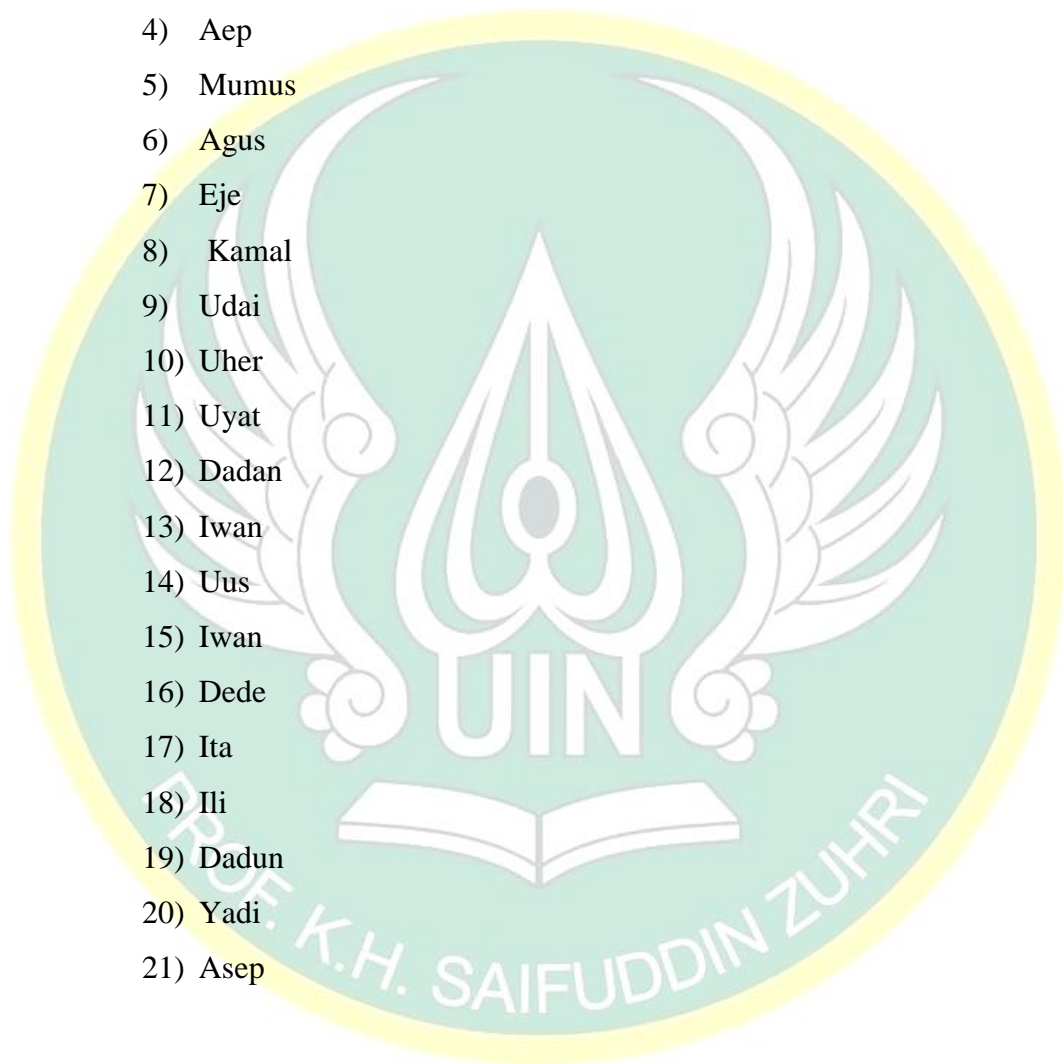 4) Aep
5) Mumus
6) Agus
7) Eje
8) Kamal
9) Udai
10) Uher
11) Uyat
12) Dadan
13) Iwan
14) Uus
15) Iwan
16) Dede
17) Ita
18) Ili
19) Dadun
20) Yadi
21) Asep
UIN
PROF. K.H. SAIFUDDIN ZUHRI